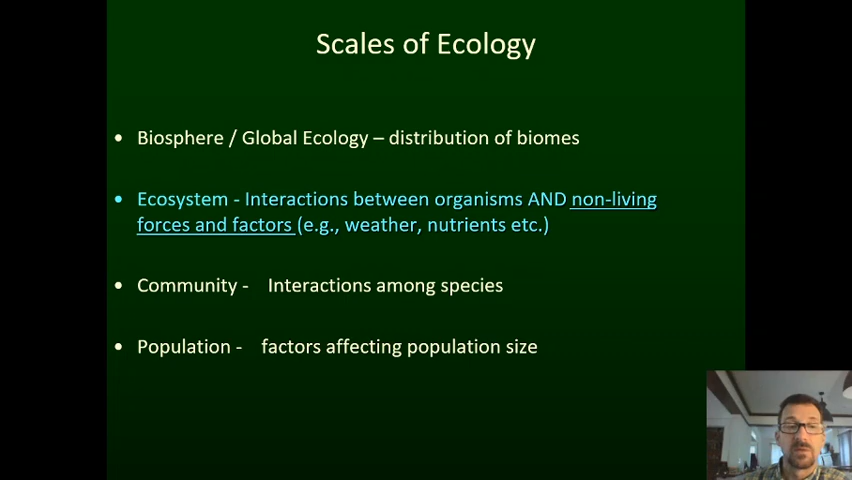 Scales of Ecology
• Biosphere / Global Ecology – distribution of biomes
• Ecosystem - Interactions between organisms AND non-living
forces and factors (e.g., weather, nutrients etc.)
• Community - Interactions among species
• Population - factors affecting population size